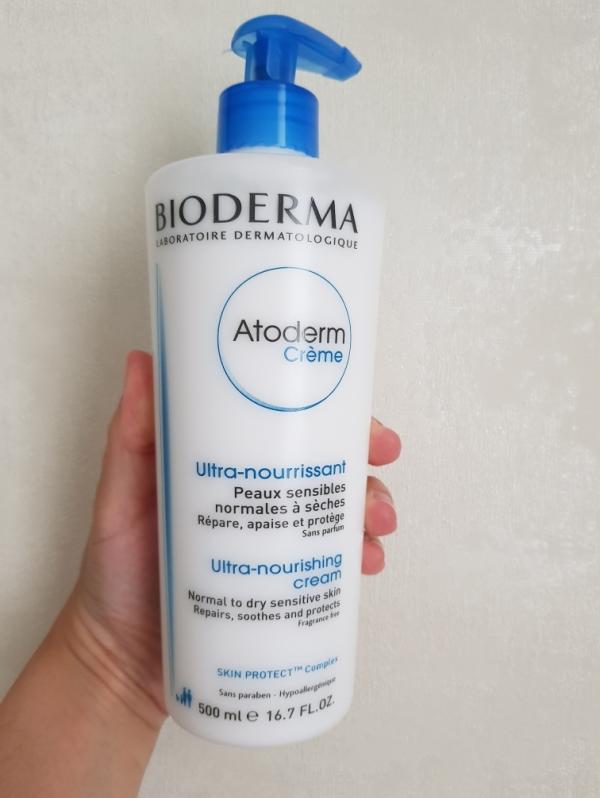 BIODERMA
LABORATOIRE DERMATOLOGIQUE
Atoderm
Crème
Ultra-nourrissant
Peaux sensibles
normales à sèches
Répare, apaise et protège
Sans parfum
Ultra-nourishing
cream
Normal to dry sensitive skin
Repairs, soothes and protects
Fragrance free
SKIN PROTECT™ Complex
Sans paraben - Hypoallergénique
500 ml e 16.7 FL.OZ.